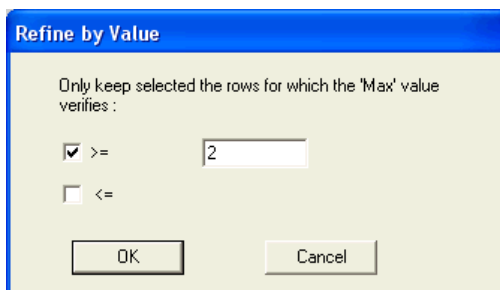 Refine by Value
Only keep selected the rows for which the 'Max' value
verifies :
>= 2
<=
OK Cancel